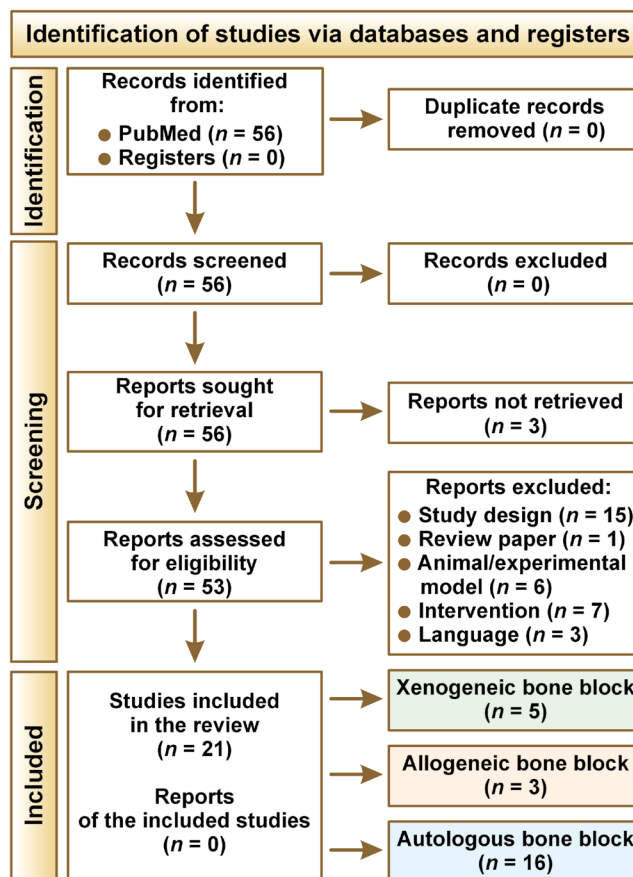 Identification of studies via databases and registers
Identification
Records identified
from:
● PubMed (n = 56)
● Registers (n = 0)
Duplicate records
removed (n = 0)
Screening
Records screened
(n = 56)
Records excluded
(n = 0)
Reports sought
for retrieval
(n = 56)
Reports not retrieved
(n = 3)
Reports assessed
for eligibility
(n = 53)
Reports excluded:
● Study design (n = 15)
● Review paper (n = 1)
● Animal/experimental
model (n = 6)
● Intervention (n = 7)
● Language (n = 3)
Included
Studies included
in the review
(n = 21)
Reports
of the included studies
(n = 0)
Xenogeneic bone block
(n = 5)
Allogeneic bone block
(n = 3)
Autologous bone block
(n = 16)